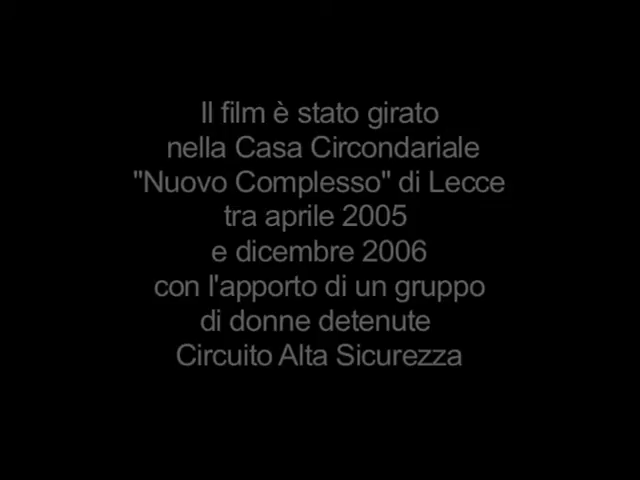 Il film è stato girato
nella Casa Circondariale
"Nuovo Complesso" di Lecce
tra aprile 2005
e dicembre 2006
con l'apporto di un gruppo
di donne detenute
Circuito Alta Sicurezza